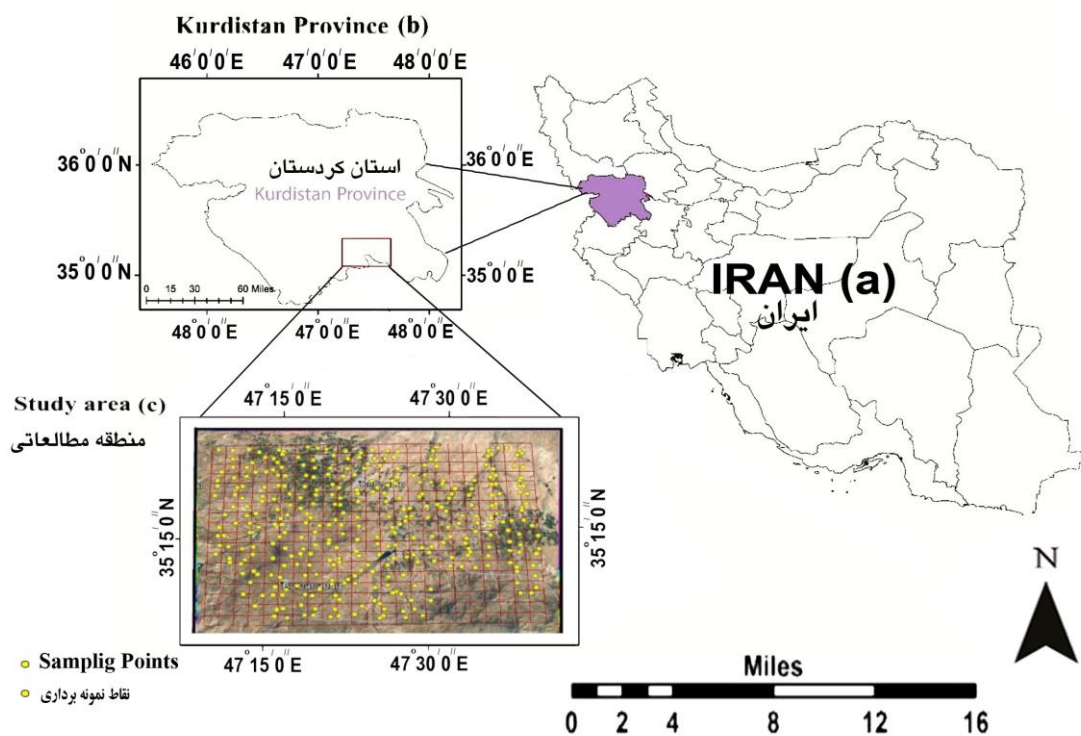 Kurdistan Province (b)
46°0′0″E 47°0′0″E 48°0′0″E
36°0′0″N
استان کردستان
Kurdistan Province
36°0′0″E
35°0′0″N
35°0′0″E
0 15 30 60 Miles
48°0′0″E 47°0′0″E 48°0′0″E
IRAN (a)
ایران
Study area (c)
منطقه مطالعاتی
47°15′0″E 47°30′0″E
35°15′0″N
35°15′0″N
47°15′0″E 47°30′0″E
Samplig Points
نقاط نمونه برداری
N
Miles
0 2 4 8 12 16